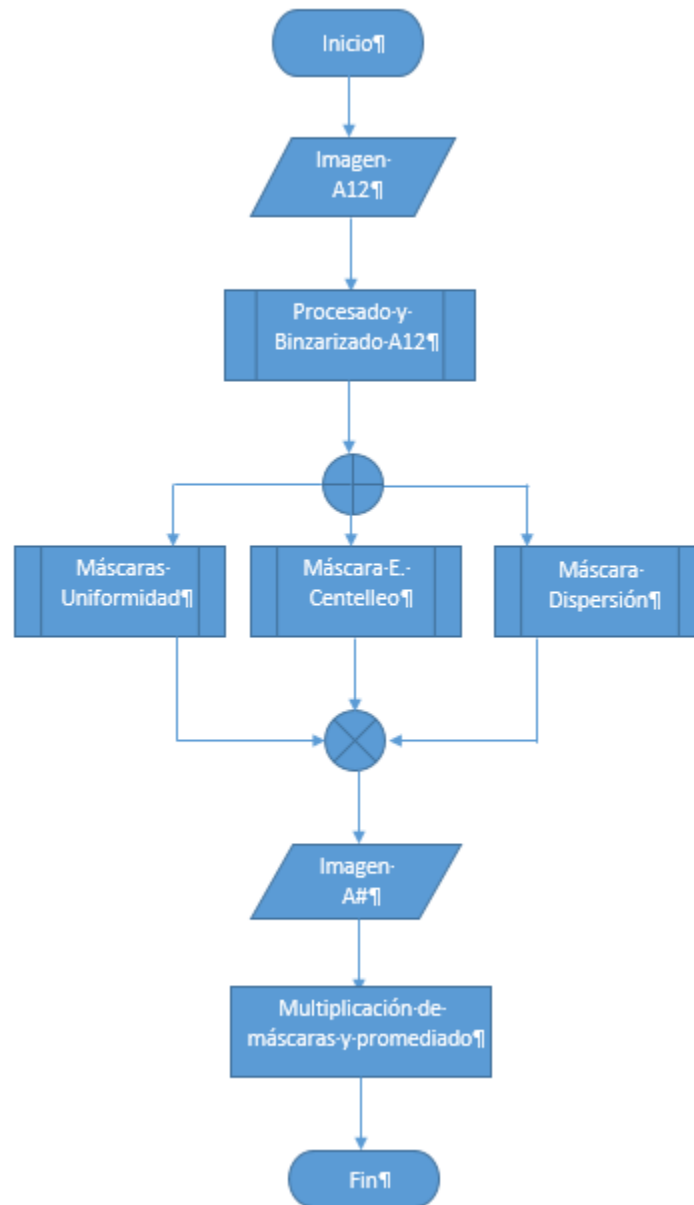 Inicio¶
Imagen-
A12¶
Procesado·y·
Binzarizado·A12¶
Máscaras-
Uniformidad¶
Máscara·E.-
Centelleo¶
Máscara-
Dispersión¶
Imagen-
A#¶
Multiplicación·de-
máscaras·y·promediado¶
Fin¶